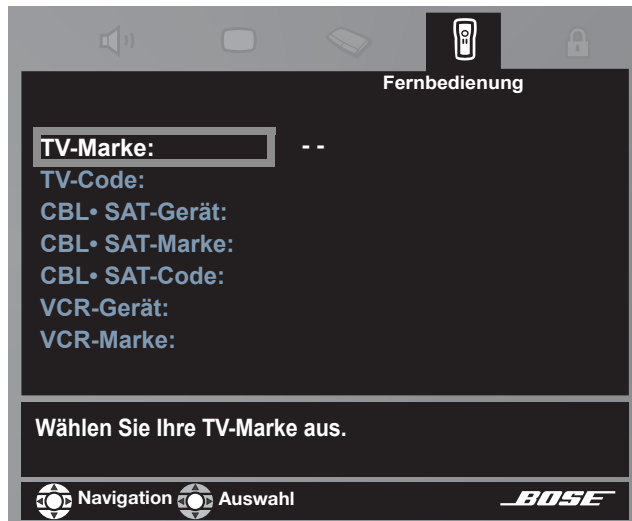 Fernbedienung
TV-Marke: - -
TV-Code:
CBL• SAT-Gerät:
CBL• SAT-Marke:
CBL• SAT-Code:
VCR-Gerät:
VCR-Marke:
Wählen Sie Ihre TV-Marke aus.
Navigation Auswahl BOSE